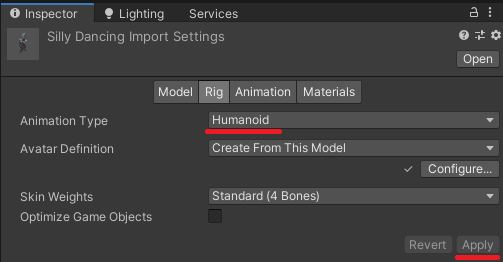 Inspector Lighting Services
Silly Dancing Import Settings
Open
Model Rig Animation Materials
Animation Type Humanoid
Avatar Definition Create From This Model
Configure...
Skin Weights Standard (4 Bones)
Optimize Game Objects
Revert Apply